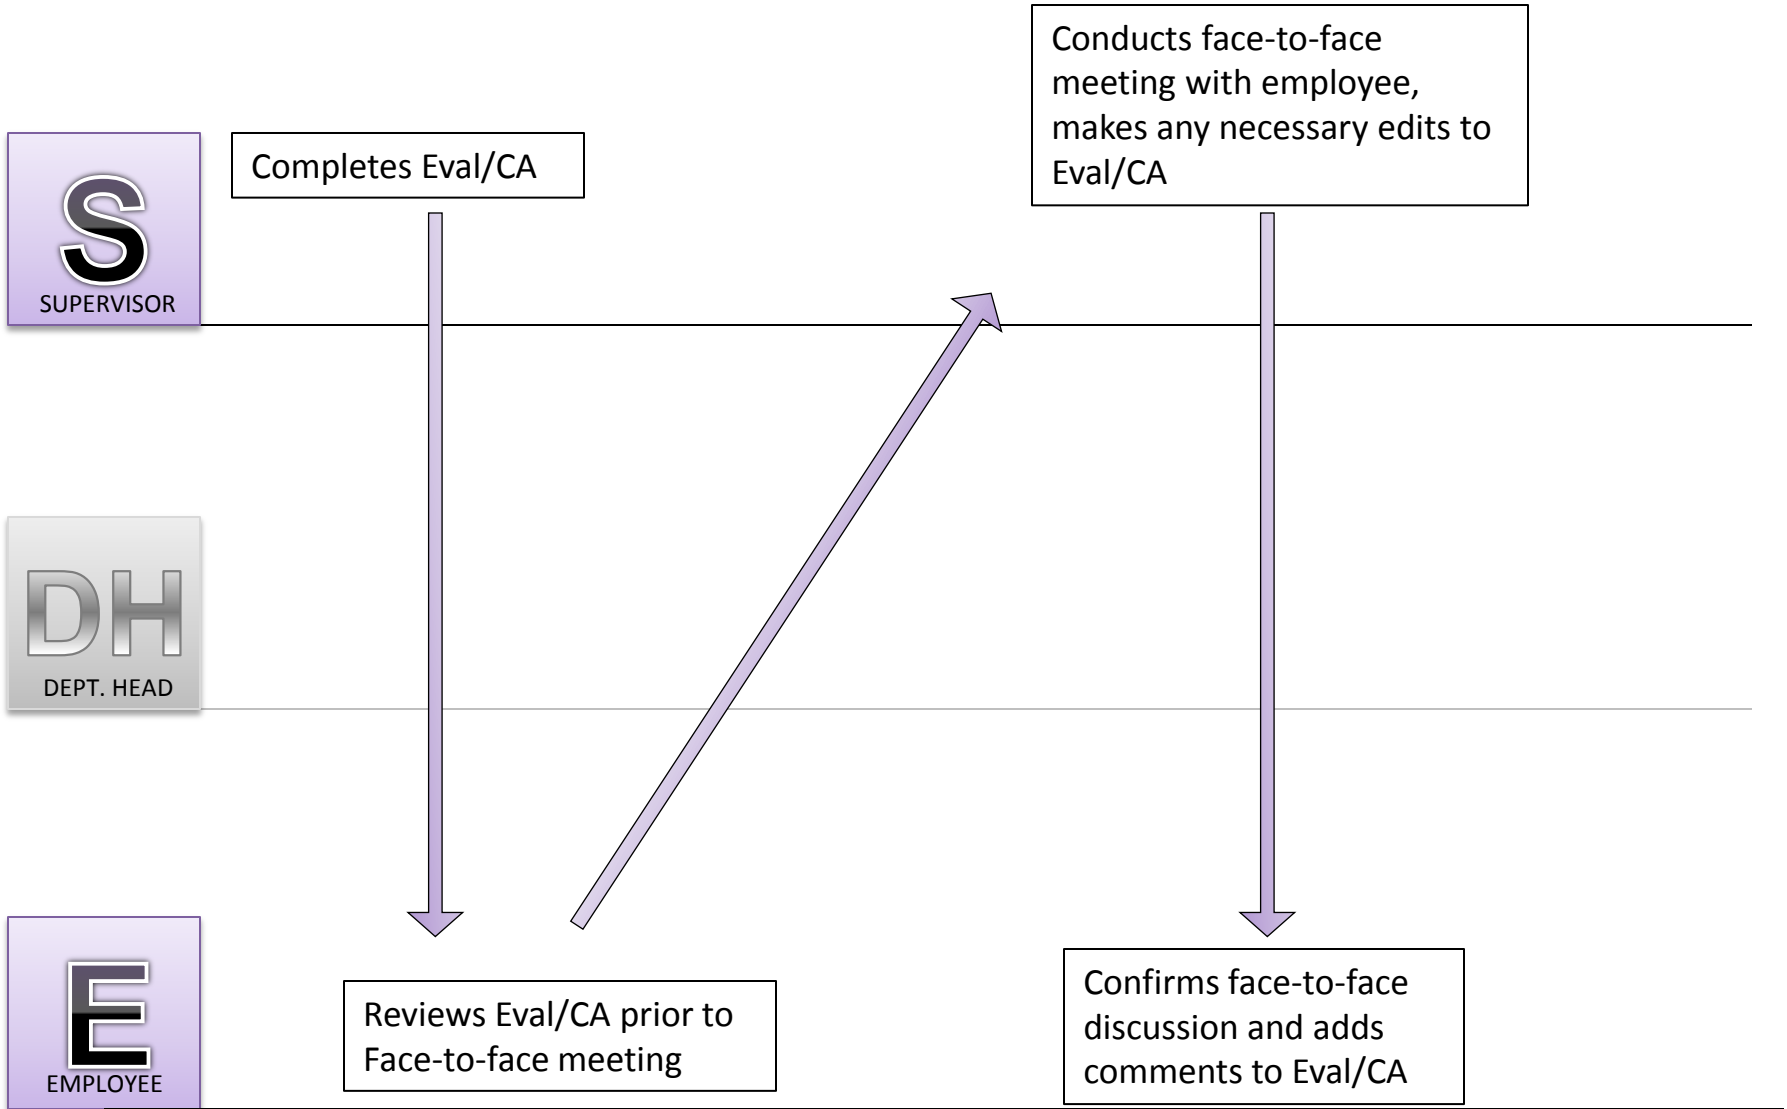 Conducts face-to-face
meeting with employee,
makes any necessary edits to
Eval/CA
Completes Eval/CA
S
SUPERVISOR
DH
DEPT. HEAD
E
EMPLOYEE
Reviews Eval/CA prior to
Face-to-face meeting
Confirms face-to-face
discussion and adds
comments to Eval/CA